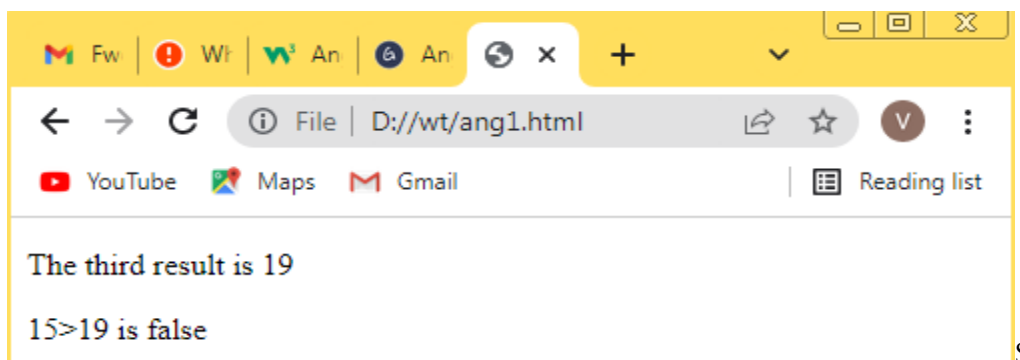 Fw Wh An An
File D://wt/ang1.html V
YouTube Maps Gmail Reading list
The third result is 19
15>19 is false